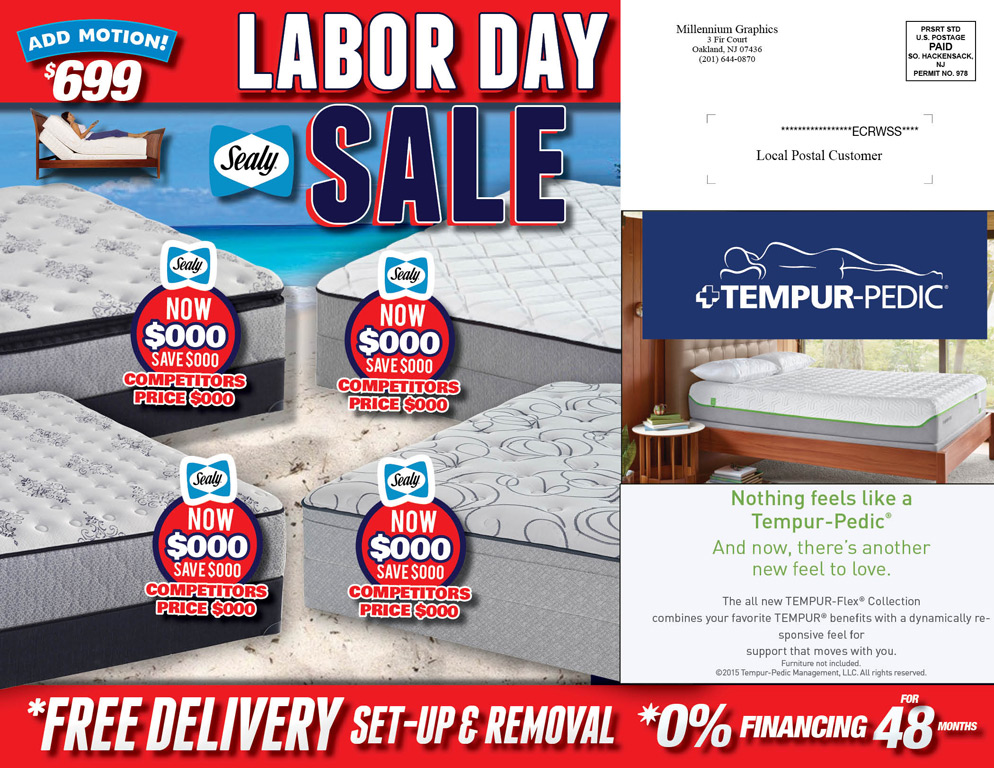 ADD MOTION!
$699
LABOR DAY
SALE
Sealy
Sealy
NOW
$000
SAVE $000
COMPETITORS
PRICE $000
Sealy
NOW
$000
SAVE $000
COMPETITORS
PRICE $000
Sealy
NOW
$000
SAVE $000
COMPETITORS
PRICE $000
Sealy
NOW
$000
SAVE $000
COMPETITORS
PRICE $000
Millennium Graphics
3 Fir Court
Oakland, NJ 07436
(201) 644-0870
PRSRT STD
U.S. POSTAGE
PAID
SO. HACKENSACK,
NJ
PERMIT NO. 978
*****************ECRWSS****
Local Postal Customer
TEMPUR-PEDIC®
Nothing feels like a
Tempur-Pedic®
And now, there's another
new feel to love.
The all new TEMPUR-Flex® Collection
combines your favorite TEMPUR® benefits with a dynamically re-
sponsive feel for
support that moves with you.
Furniture not included.
©2015 Tempur-Pedic Management, LLC. All rights reserved.
*FREE DELIVERY SET-UP & REMOVAL
*0% FINANCING FOR 48 MONTHS